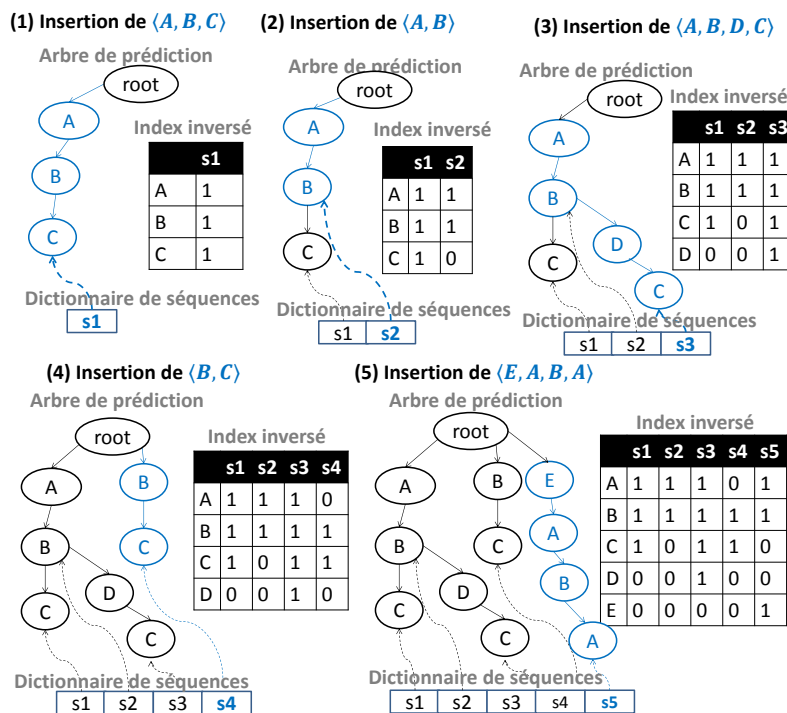 (1) Insertion de ⟨A, B, C⟩
Arbre de prédiction
root
A
B
C
Index inversé
s1
A 1
B 1
C 1
Dictionnaire de séquences
s1
(2) Insertion de ⟨A, B⟩
Arbre de prédiction
root
A
B
C
Index inversé
s1 s2
A 1 1
B 1 1
C 1 0
Dictionnaire de séquences
s1 s2
(3) Insertion de ⟨A, B, D, C⟩
Arbre de prédiction
root
A
B
D
C
C
Index inversé
s1 s2 s3
A 1 1 1
B 1 1 1
C 1 0 1
D 0 0 1
Dictionnaire de séquences
s1 s2 s3
(4) Insertion de ⟨B, C⟩
Arbre de prédiction
root
A
B
B
C
D
C
C
Index inversé
s1 s2 s3 s4
A 1 1 1 0
B 1 1 1 1
C 1 0 1 1
D 0 0 1 0
Dictionnaire de séquences
s1 s2 s3 s4
(5) Insertion de ⟨E, A, B, A⟩
Arbre de prédiction
root
A
B
E
B
C
A
D
B
C
C
A
Index inversé
s1 s2 s3 s4 s5
A 1 1 1 0 1
B 1 1 1 1 1
C 1 0 1 1 0
D 0 0 1 0 0
E 0 0 0 0 1
Dictionnaire de séquences
s1 s2 s3 s4 s5